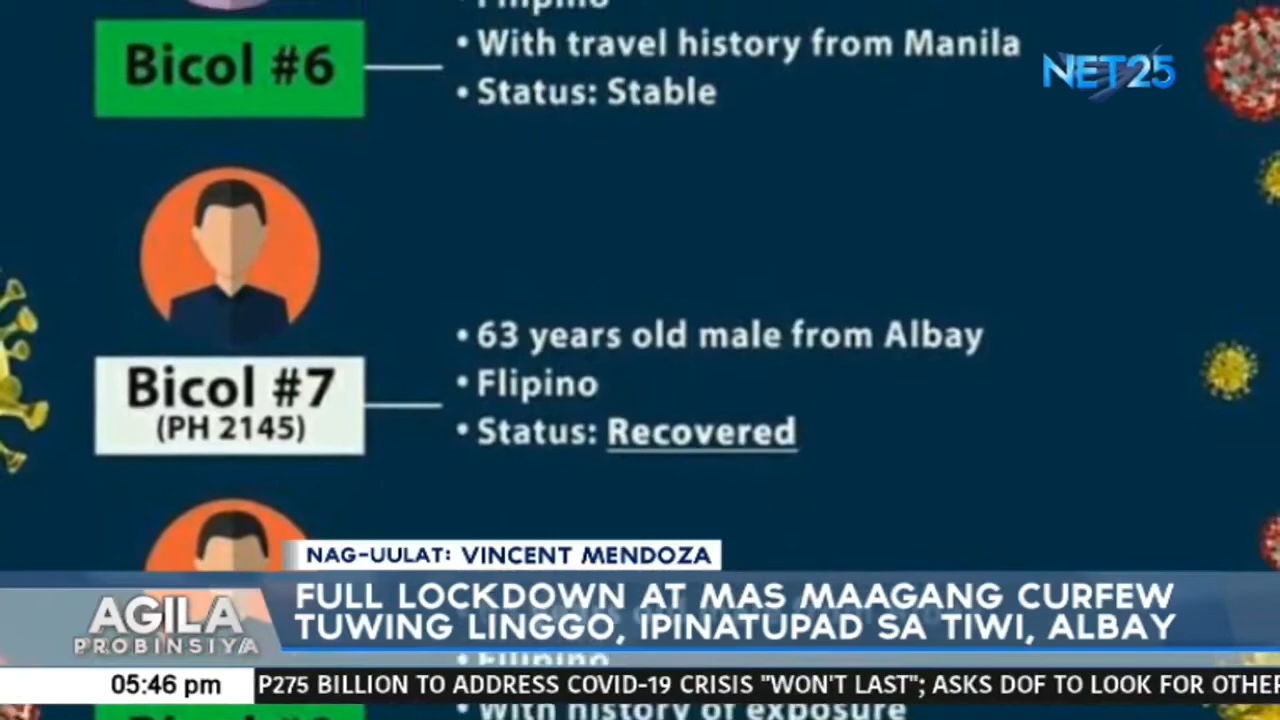 Filipino
Bicol #6
• With travel history from Manila
• Status: Stable
NET25
• 63 years old male from Albay
Bicol #7
(PH 2145)
• Flipino
• Status: Recovered
NAG-UULAT: VINCENT MENDOZA
AGILA
PROBINSIYA
FULL LOCKDOWN AT MAS MAAGANG CURFEW
TUWING LINGGO, IPINATUPAD SA TIWI, ALBAY
• Filipino
05:46 pm
P275 BILLION TO ADDRESS COVID-19 CRISIS "WON'T LAST"; ASKS DOF TO LOOK FOR OTHE
• With history of exposure